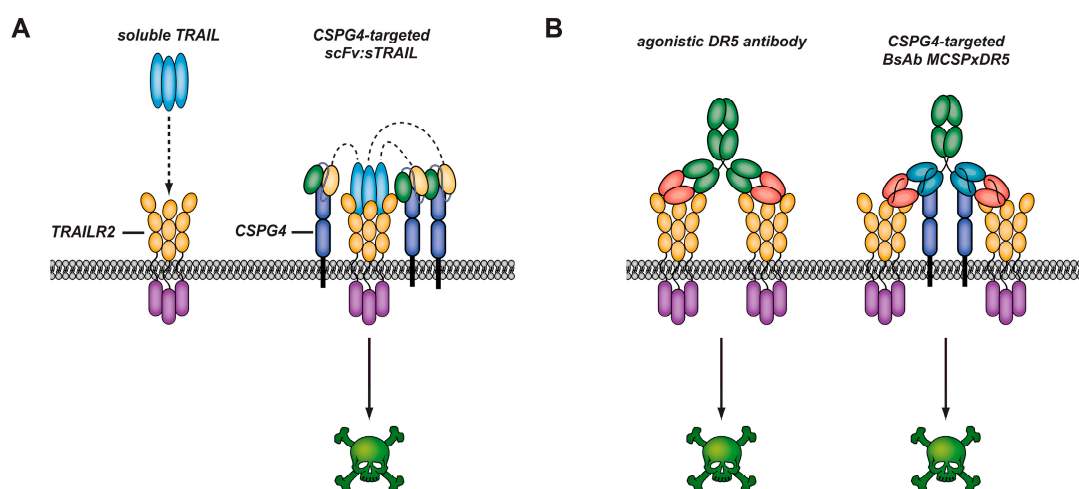 A
soluble TRAIL
CSPG4-targeted
scFv:sTRAIL
TRAILR2
CSPG4
B
agonistic DR5 antibody
CSPG4-targeted
BsAb MCSPxDR5